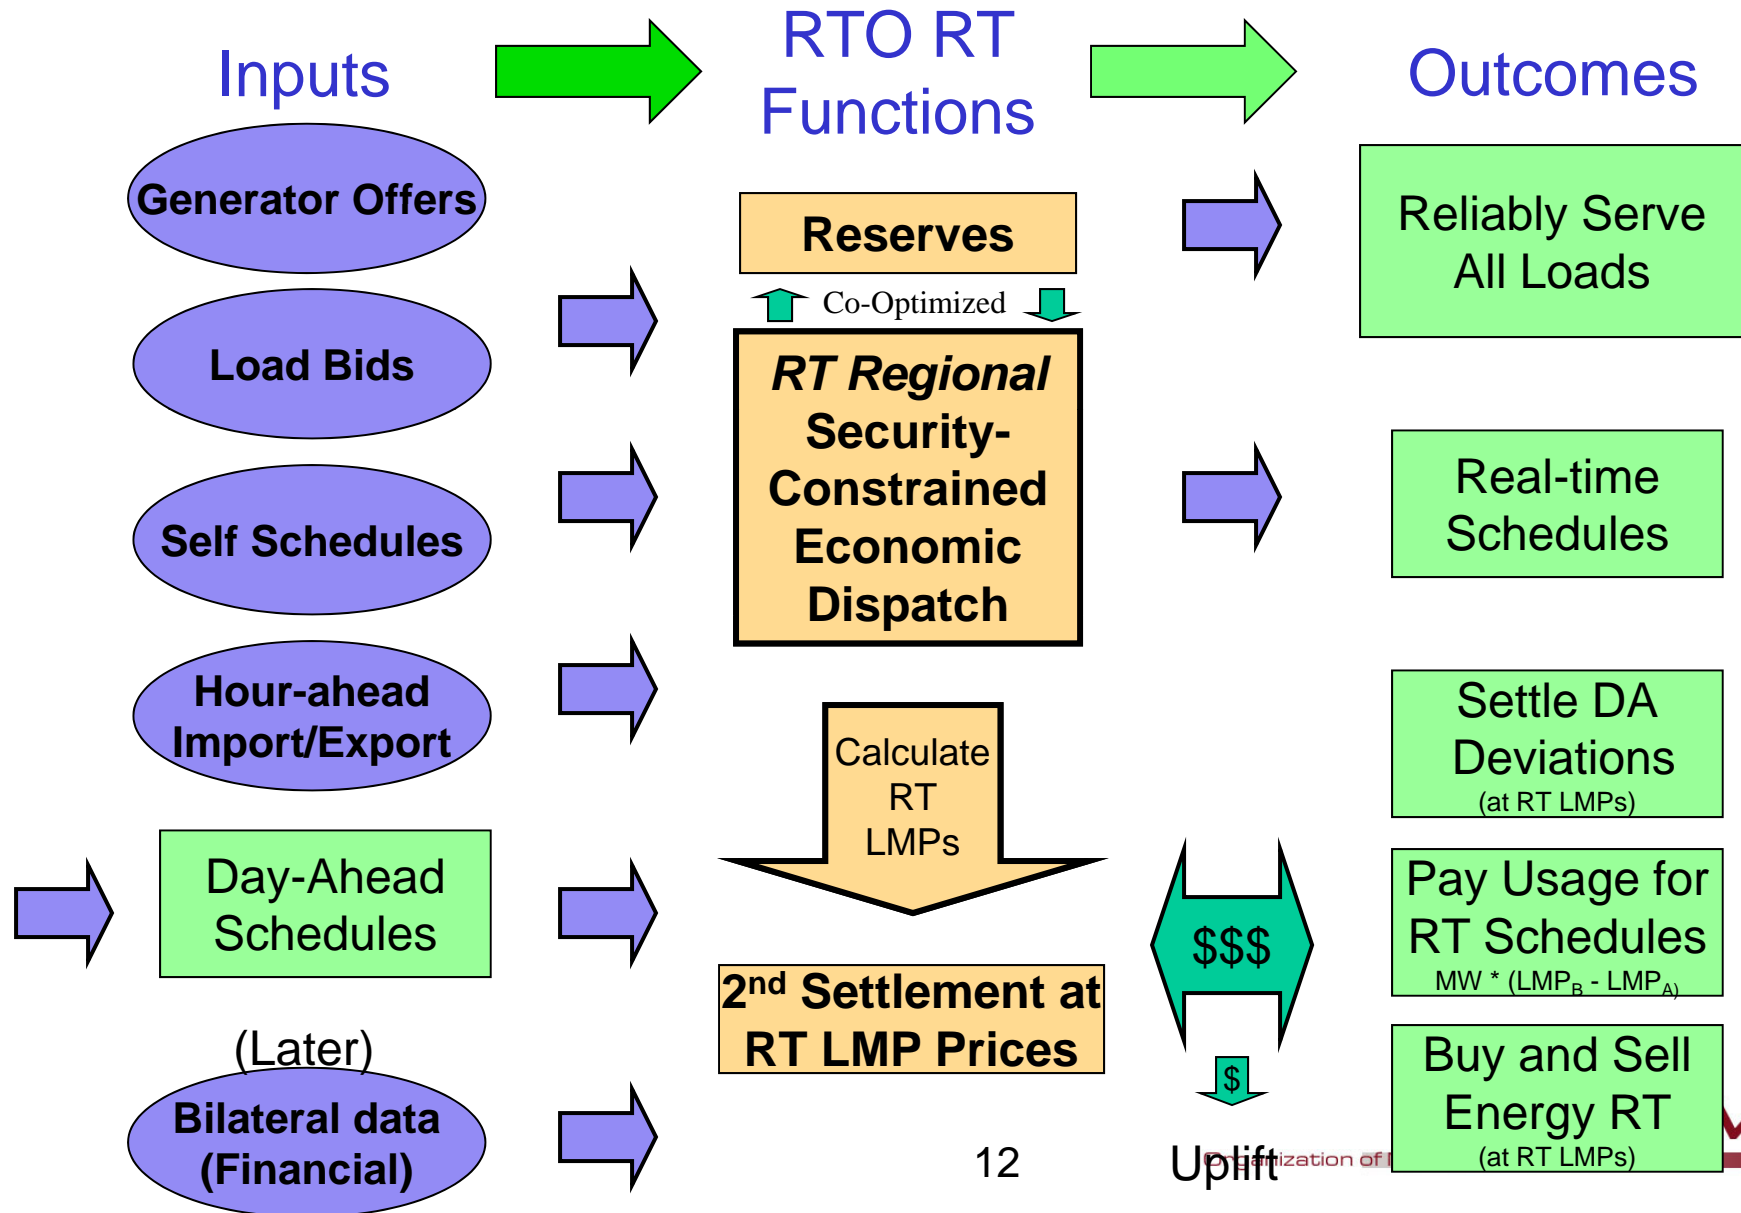 Inputs
RTO RT
Functions
Outcomes
Generator Offers
Load Bids
Self Schedules
Hour-ahead
Import/Export
Day-Ahead
Schedules
(Later)
Bilateral data
(Financial)
Reserves
Co-Optimized
RT Regional
Security-
Constrained
Economic
Dispatch
Calculate
RT
LMPs
2nd Settlement at
RT LMP Prices
Reliably Serve
All Loads
Real-time
Schedules
Settle DA
Deviations
(at RT LMPs)
$$$
Pay Usage for
RT Schedules
MW * (LMPB - LMPA)
$
Uplift
Buy and Sell
Energy RT
(at RT LMPs)
12
Organization of